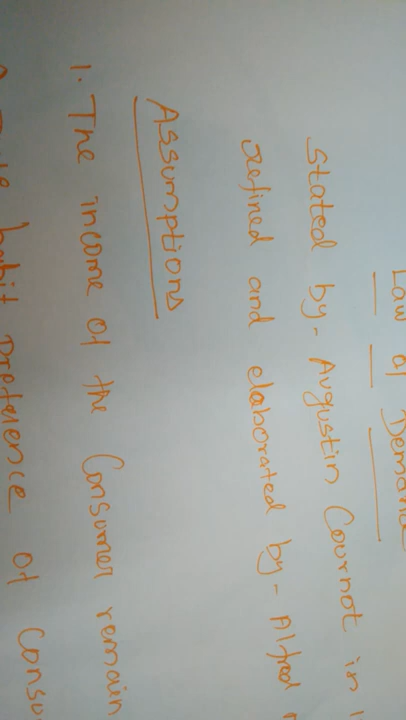 Law of Demand
Stated by- Augustin Cournot in 1
Refined and elaborated by- Alfred
Assumptions
1. The income of the Consumer remain
habit Preference of Consu